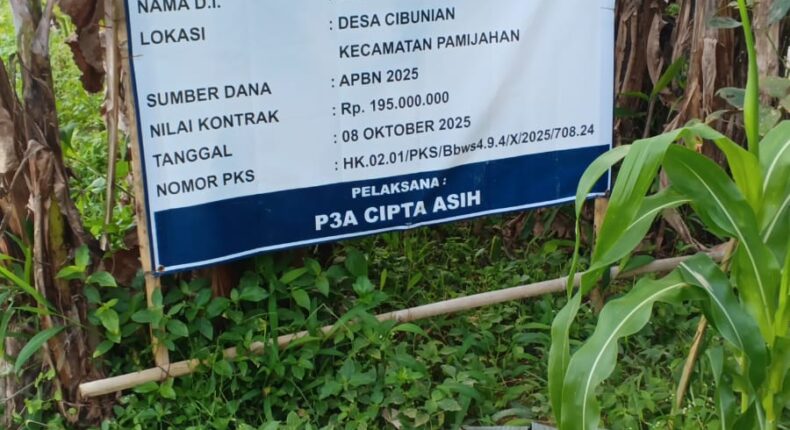 NAMA D.I. :
LOKASI : DESA CIBUNIAN
KECAMATAN PAMIJAHAN
SUMBER DANA : APBN 2025
NILAI KONTRAK : Rp. 195.000.000
TANGGAL : 08 OKTOBER 2025
NOMOR PKS : HK.02.01/PKS/Bbws4.9.4/X/2025/708.24
PELAKSANA :
P3A CIPTA ASIH